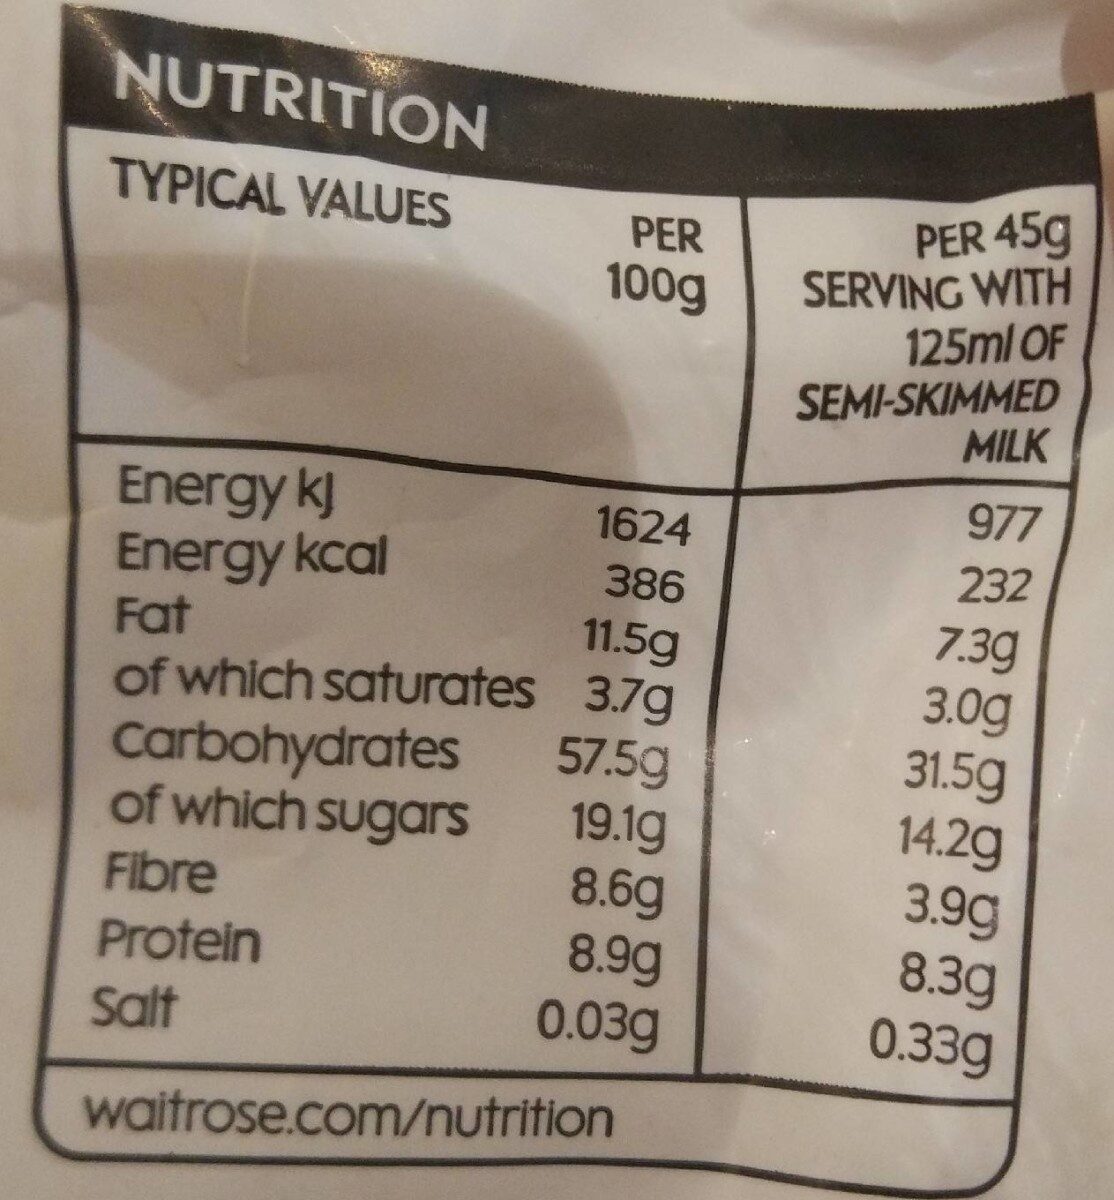 NUTRITION
TYPICAL VALUES
PER
100g
PER 45g
SERVING WITH
125ml OF
SEMI-SKIMMED
MILK
Energy kJ 1624 977
Energy kcal 386 232
Fat 11.5g 7.3g
of which saturates 3.7g 3.0g
Carbohydrates 57.5g 31.5g
of which sugars 19.1g 14.2g
Fibre 8.6g 3.9g
Protein 8.9g 8.3g
Salt 0.03g 0.33g
waitrose.com/nutrition